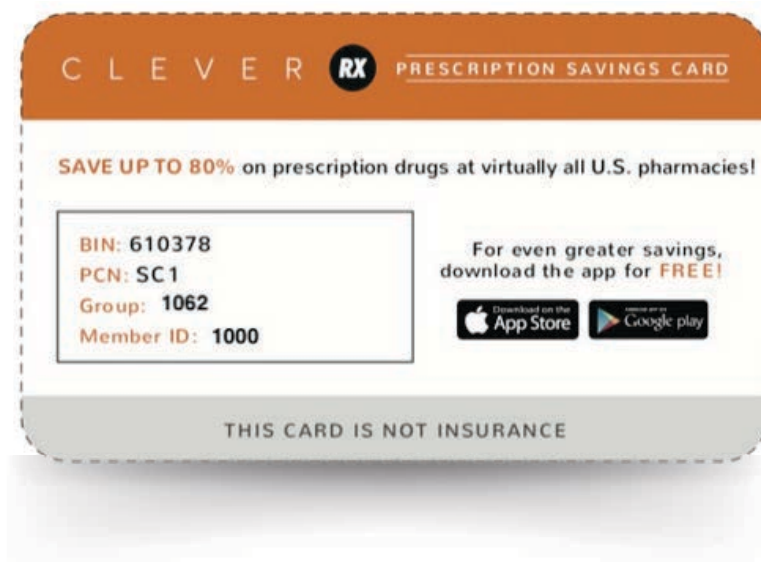 CLEVER RX PRESCRIPTION SAVINGS CARD
SAVE UP TO 80% on prescription drugs at virtually all U.S. pharmacies!
BIN: 610378
PCN: SC1
Group: 1062
Member ID: 1000
For even greater savings,
download the app for FREE!
Download on the
App Store
Google play
THIS CARD IS NOT INSURANCE